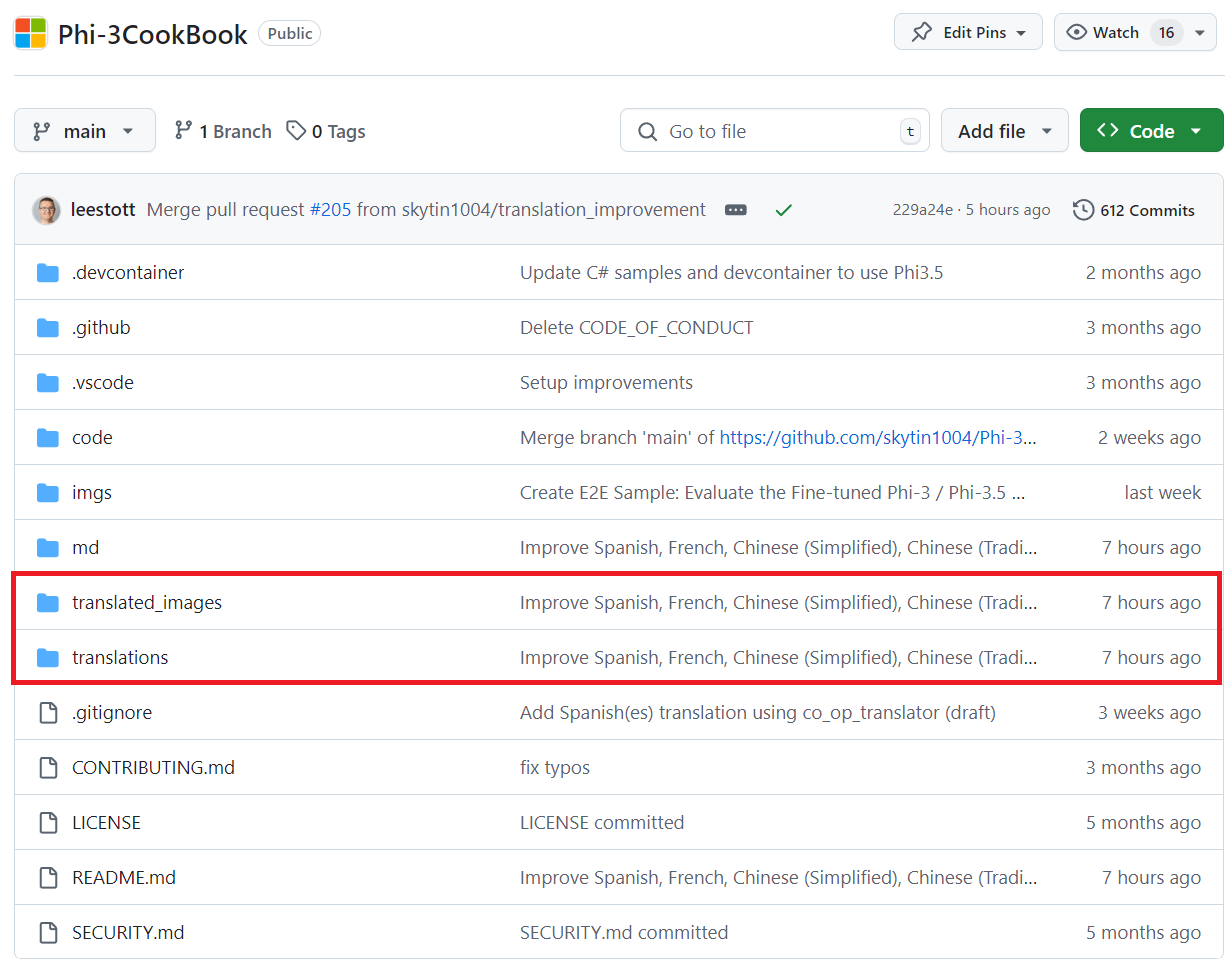 Phi-3CookBook Public Edit Pins Watch 16
main 1 Branch 0 Tags Go to file t Add file Code
leestott Merge pull request #205 from skytin1004/translation_improvement 229a24e · 5 hours ago 612 Commits
.devcontainer Update C# samples and devcontainer to use Phi3.5 2 months ago
.github Delete CODE_OF_CONDUCT 3 months ago
.vscode Setup improvements 3 months ago
code Merge branch 'main' of https://github.com/skytin1004/Phi-3... 2 weeks ago
imgs Create E2E Sample: Evaluate the Fine-tuned Phi-3 / Phi-3.5 ... last week
md Improve Spanish, French, Chinese (Simplified), Chinese (Tradi... 7 hours ago
translated_images Improve Spanish, French, Chinese (Simplified), Chinese (Tradi... 7 hours ago
translations Improve Spanish, French, Chinese (Simplified), Chinese (Tradi... 7 hours ago
.gitignore Add Spanish(es) translation using co_op_translator (draft) 3 weeks ago
CONTRIBUTING.md fix typos 3 months ago
LICENSE LICENSE committed 5 months ago
README.md Improve Spanish, French, Chinese (Simplified), Chinese (Tradi... 7 hours ago
SECURITY.md SECURITY.md committed 5 months ago